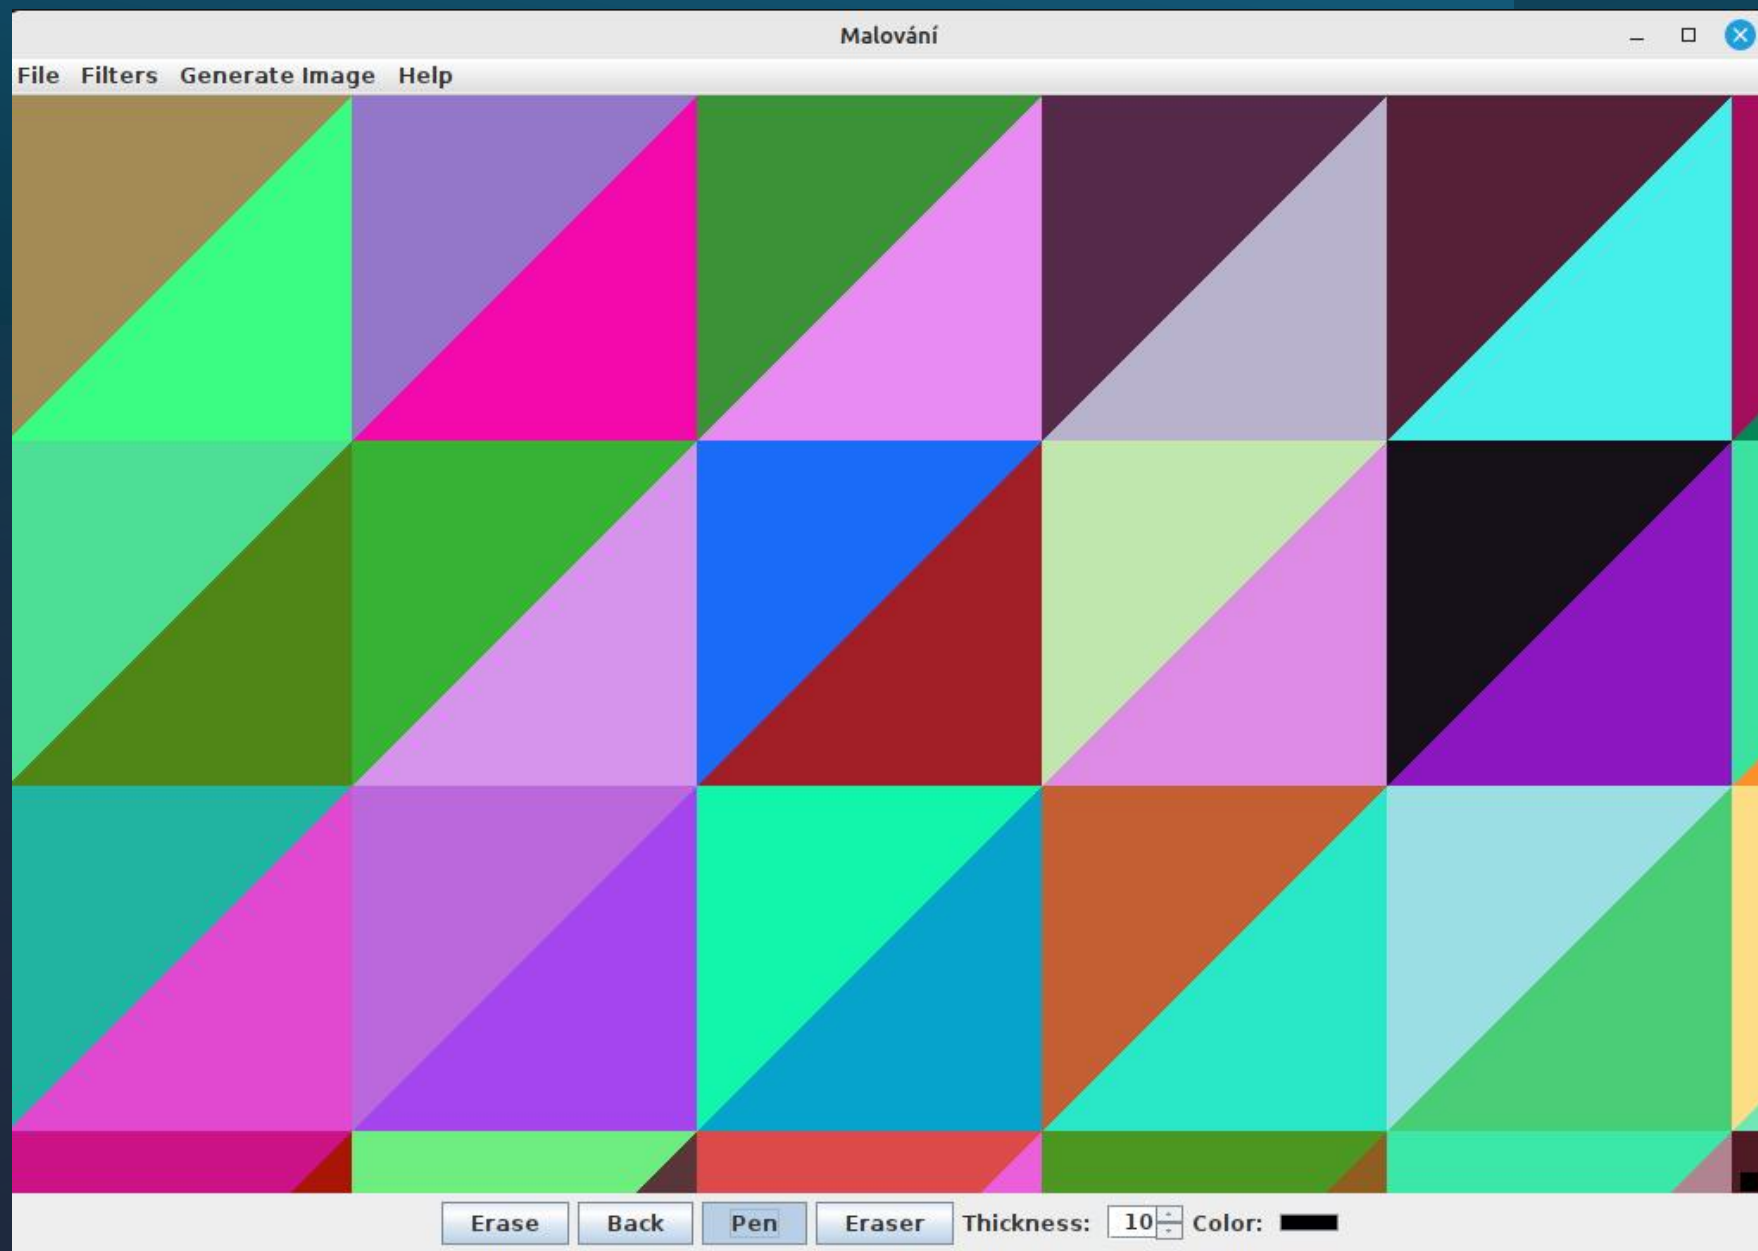 Malování
File Filters Generate Image Help
Erase Back Pen Eraser Thickness: 10 Color: